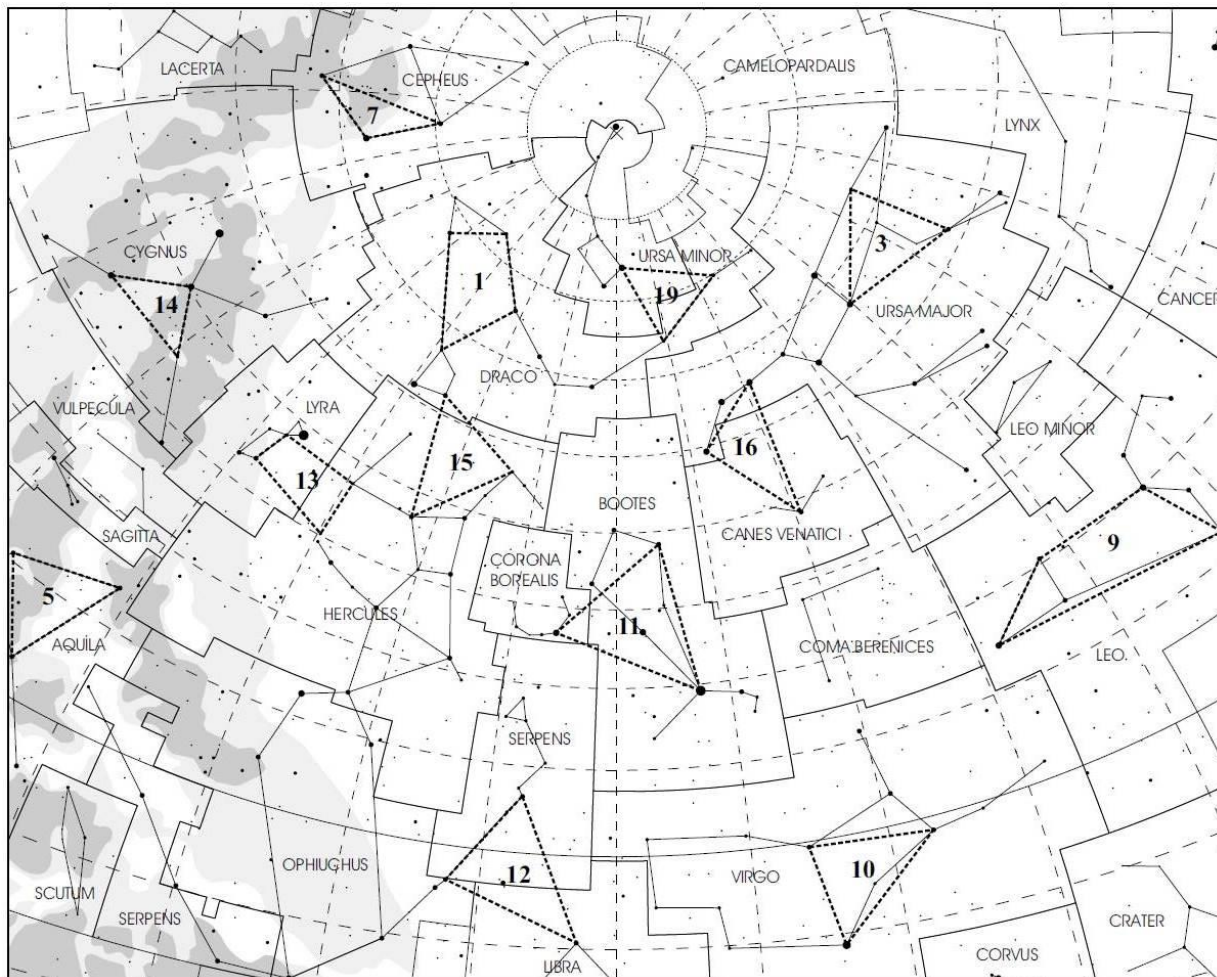 LACERTA
CEPHEUS
CAMELOPARDALIS
7
LYNX
CYGNUS
14
1
URSA MINOR
19
3
URSA MAJOR
CANCER
DRACO
VULPECULA
LYRA
13
15
16
LEO MINOR
BOOTES
CANES VENATICI
9
SAGITTA
CORONA
BOREALIS
5
AQUILA
HERCULES
11
COMA BERENICES
LEO
SERPENS
OPHIUCHUS
12
VIRGO
10
SCUTUM
SERPENS
CRATER
LIBRA
CORVUS